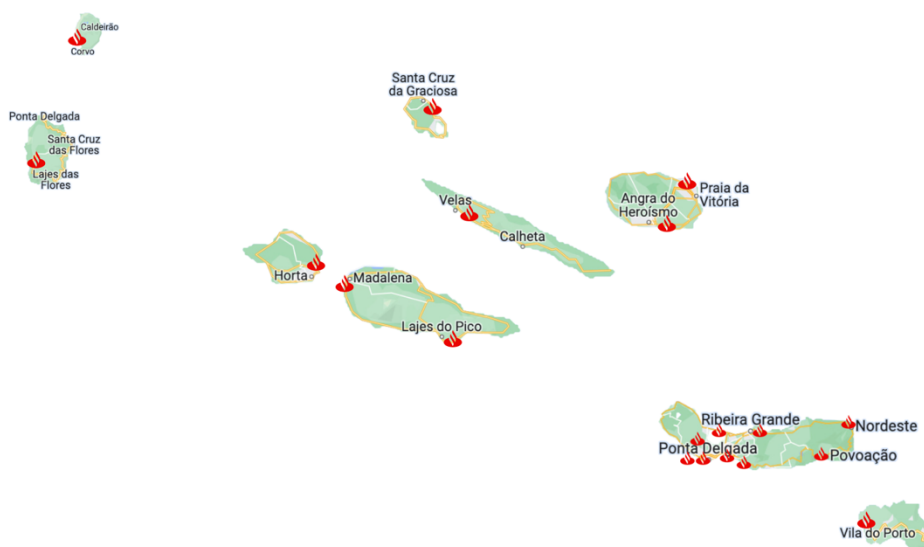 Caldeirão
Corvo
Santa Cruz
da Graciosa
Ponta Delgada
Santa Cruz
das Flores
Lajes das
Flores
Velas
Calheta
Angra do
Heroísmo
Praia da
Vitória
Horta
Madalena
Lajes do Pico
Ribeira Grande
Nordeste
Ponta Delgada
Povoação
Vila do Porto